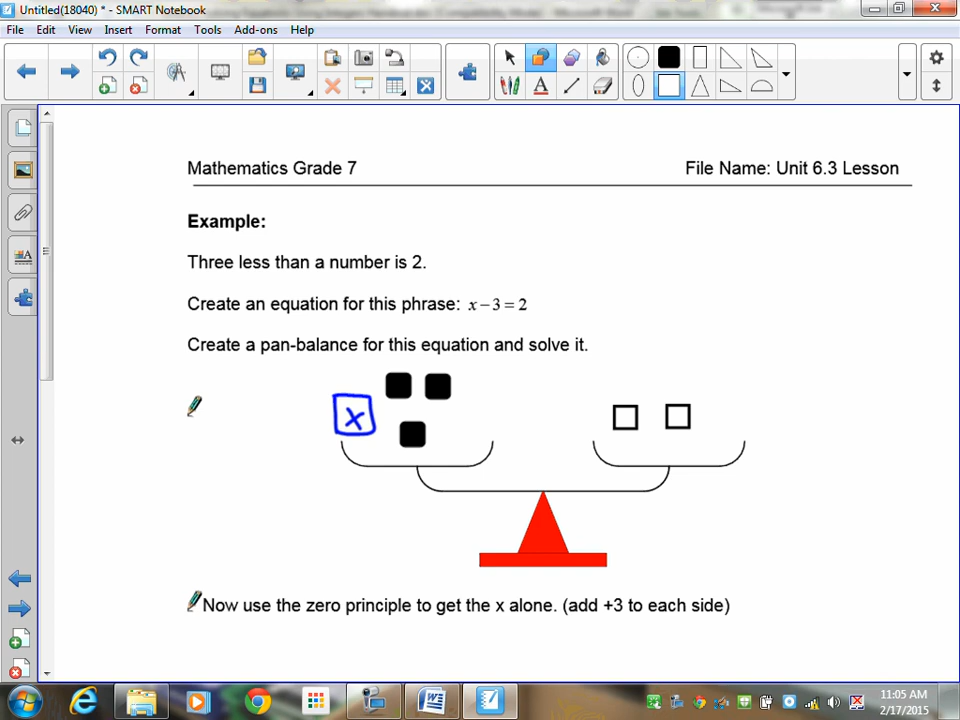 Untitled(18040) * - SMART Notebook
File Edit View Insert Format Tools Add-ons Help
Mathematics Grade 7 File Name: Unit 6.3 Lesson
Example:
Three less than a number is 2.
Create an equation for this phrase: x – 3 = 2
Create a pan-balance for this equation and solve it.
x
Now use the zero principle to get the x alone. (add +3 to each side)
11:05 AM
2/17/2015